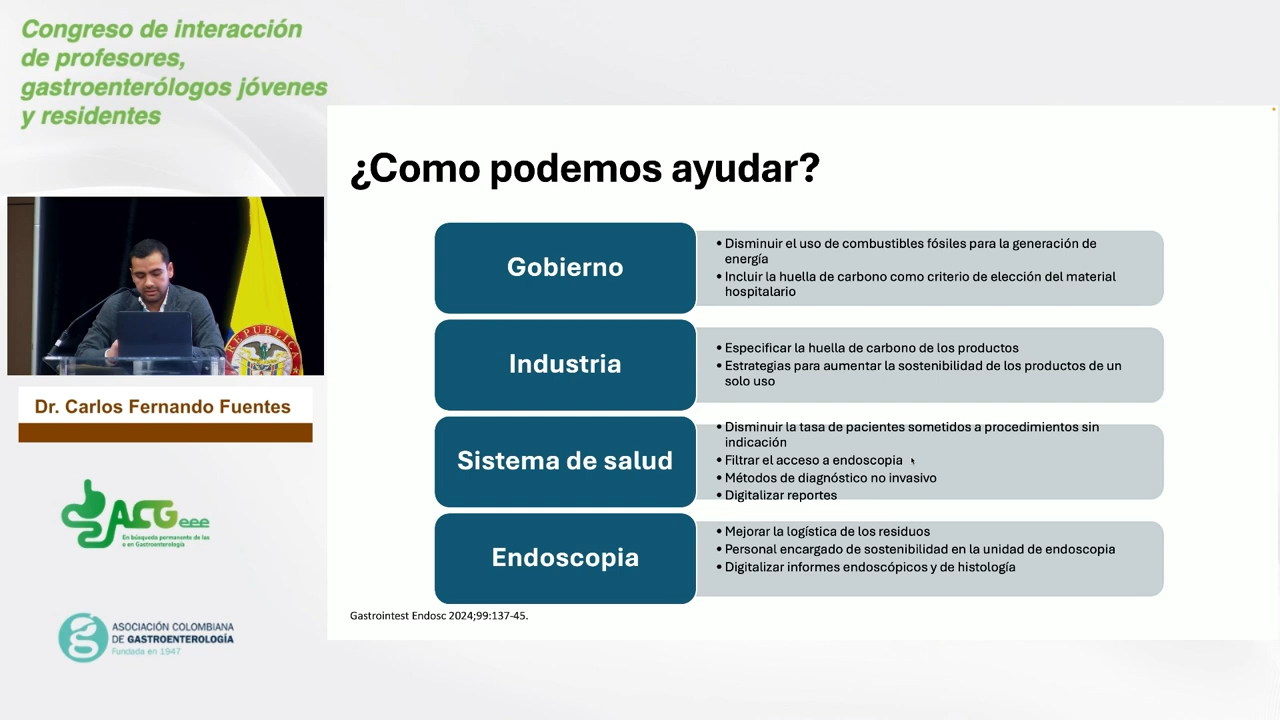 Congreso de interacción
de profesores,
gastroenterólogos jóvenes
y residentes
¿Como podemos ayudar?
Gobierno
• Disminuir el uso de combustibles fósiles para la generación de
energía
• Incluir la huella de carbono como criterio de elección del material
hospitalario
Industria
• Especificar la huella de carbono de los productos
• Estrategias para aumentar la sostenibilidad de los productos de un
solo uso
Sistema de salud
• Disminuir la tasa de pacientes sometidos a procedimientos sin
indicación
• Filtrar el acceso a endoscopia
• Métodos de diagnóstico no invasivo
• Digitalizar reportes
Endoscopia
• Mejorar la logística de los residuos
• Personal encargado de sostenibilidad en la unidad de endoscopia
• Digitalizar informes endoscópicos y de histología
Gastrointest Endosc 2024;99:137-45.
REPÚBLICA
Dr. Carlos Fernando Fuentes
ACGeee
En búsqueda permanente de las
e en Gastroenterología
ASOCIACIÓN COLOMBIANA
DE GASTROENTEROLOGÍA
Fundada en 1947